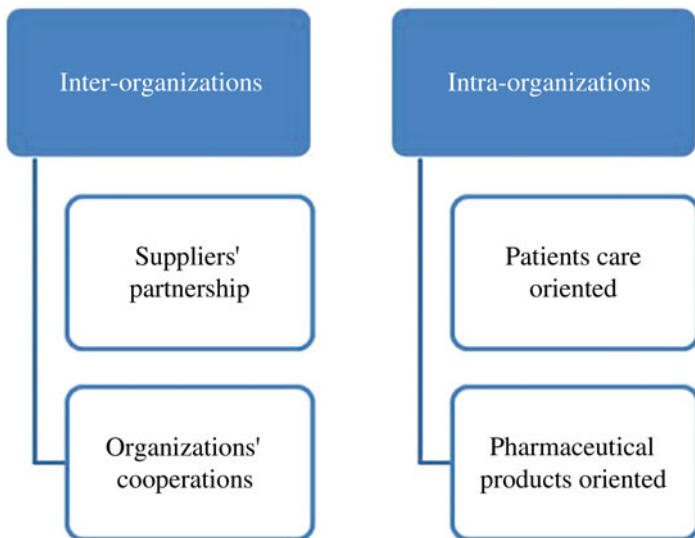 Inter-organizations
Suppliers'
partnership
Organizations'
cooperations
Intra-organizations
Patients care
oriented
Pharmaceutical
products oriented